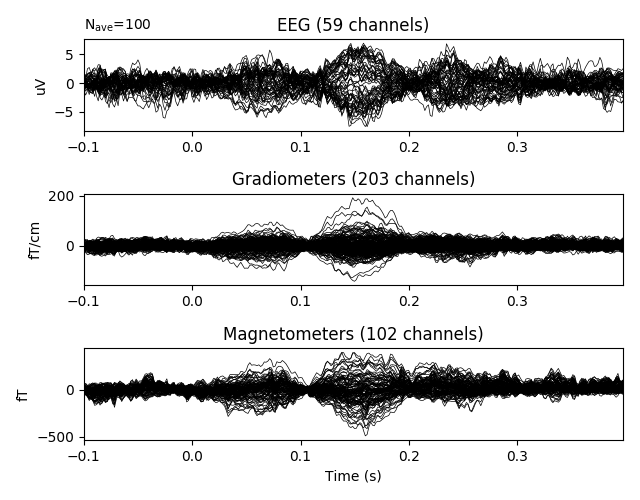 N_ave=100
EEG (59 channels)
5
0
−5
uV
−0.1 0.0 0.1 0.2 0.3
Gradiometers (203 channels)
200
0
fT/cm
−0.1 0.0 0.1 0.2 0.3
Magnetometers (102 channels)
0
−500
fT
−0.1 0.0 0.1 0.2 0.3
Time (s)